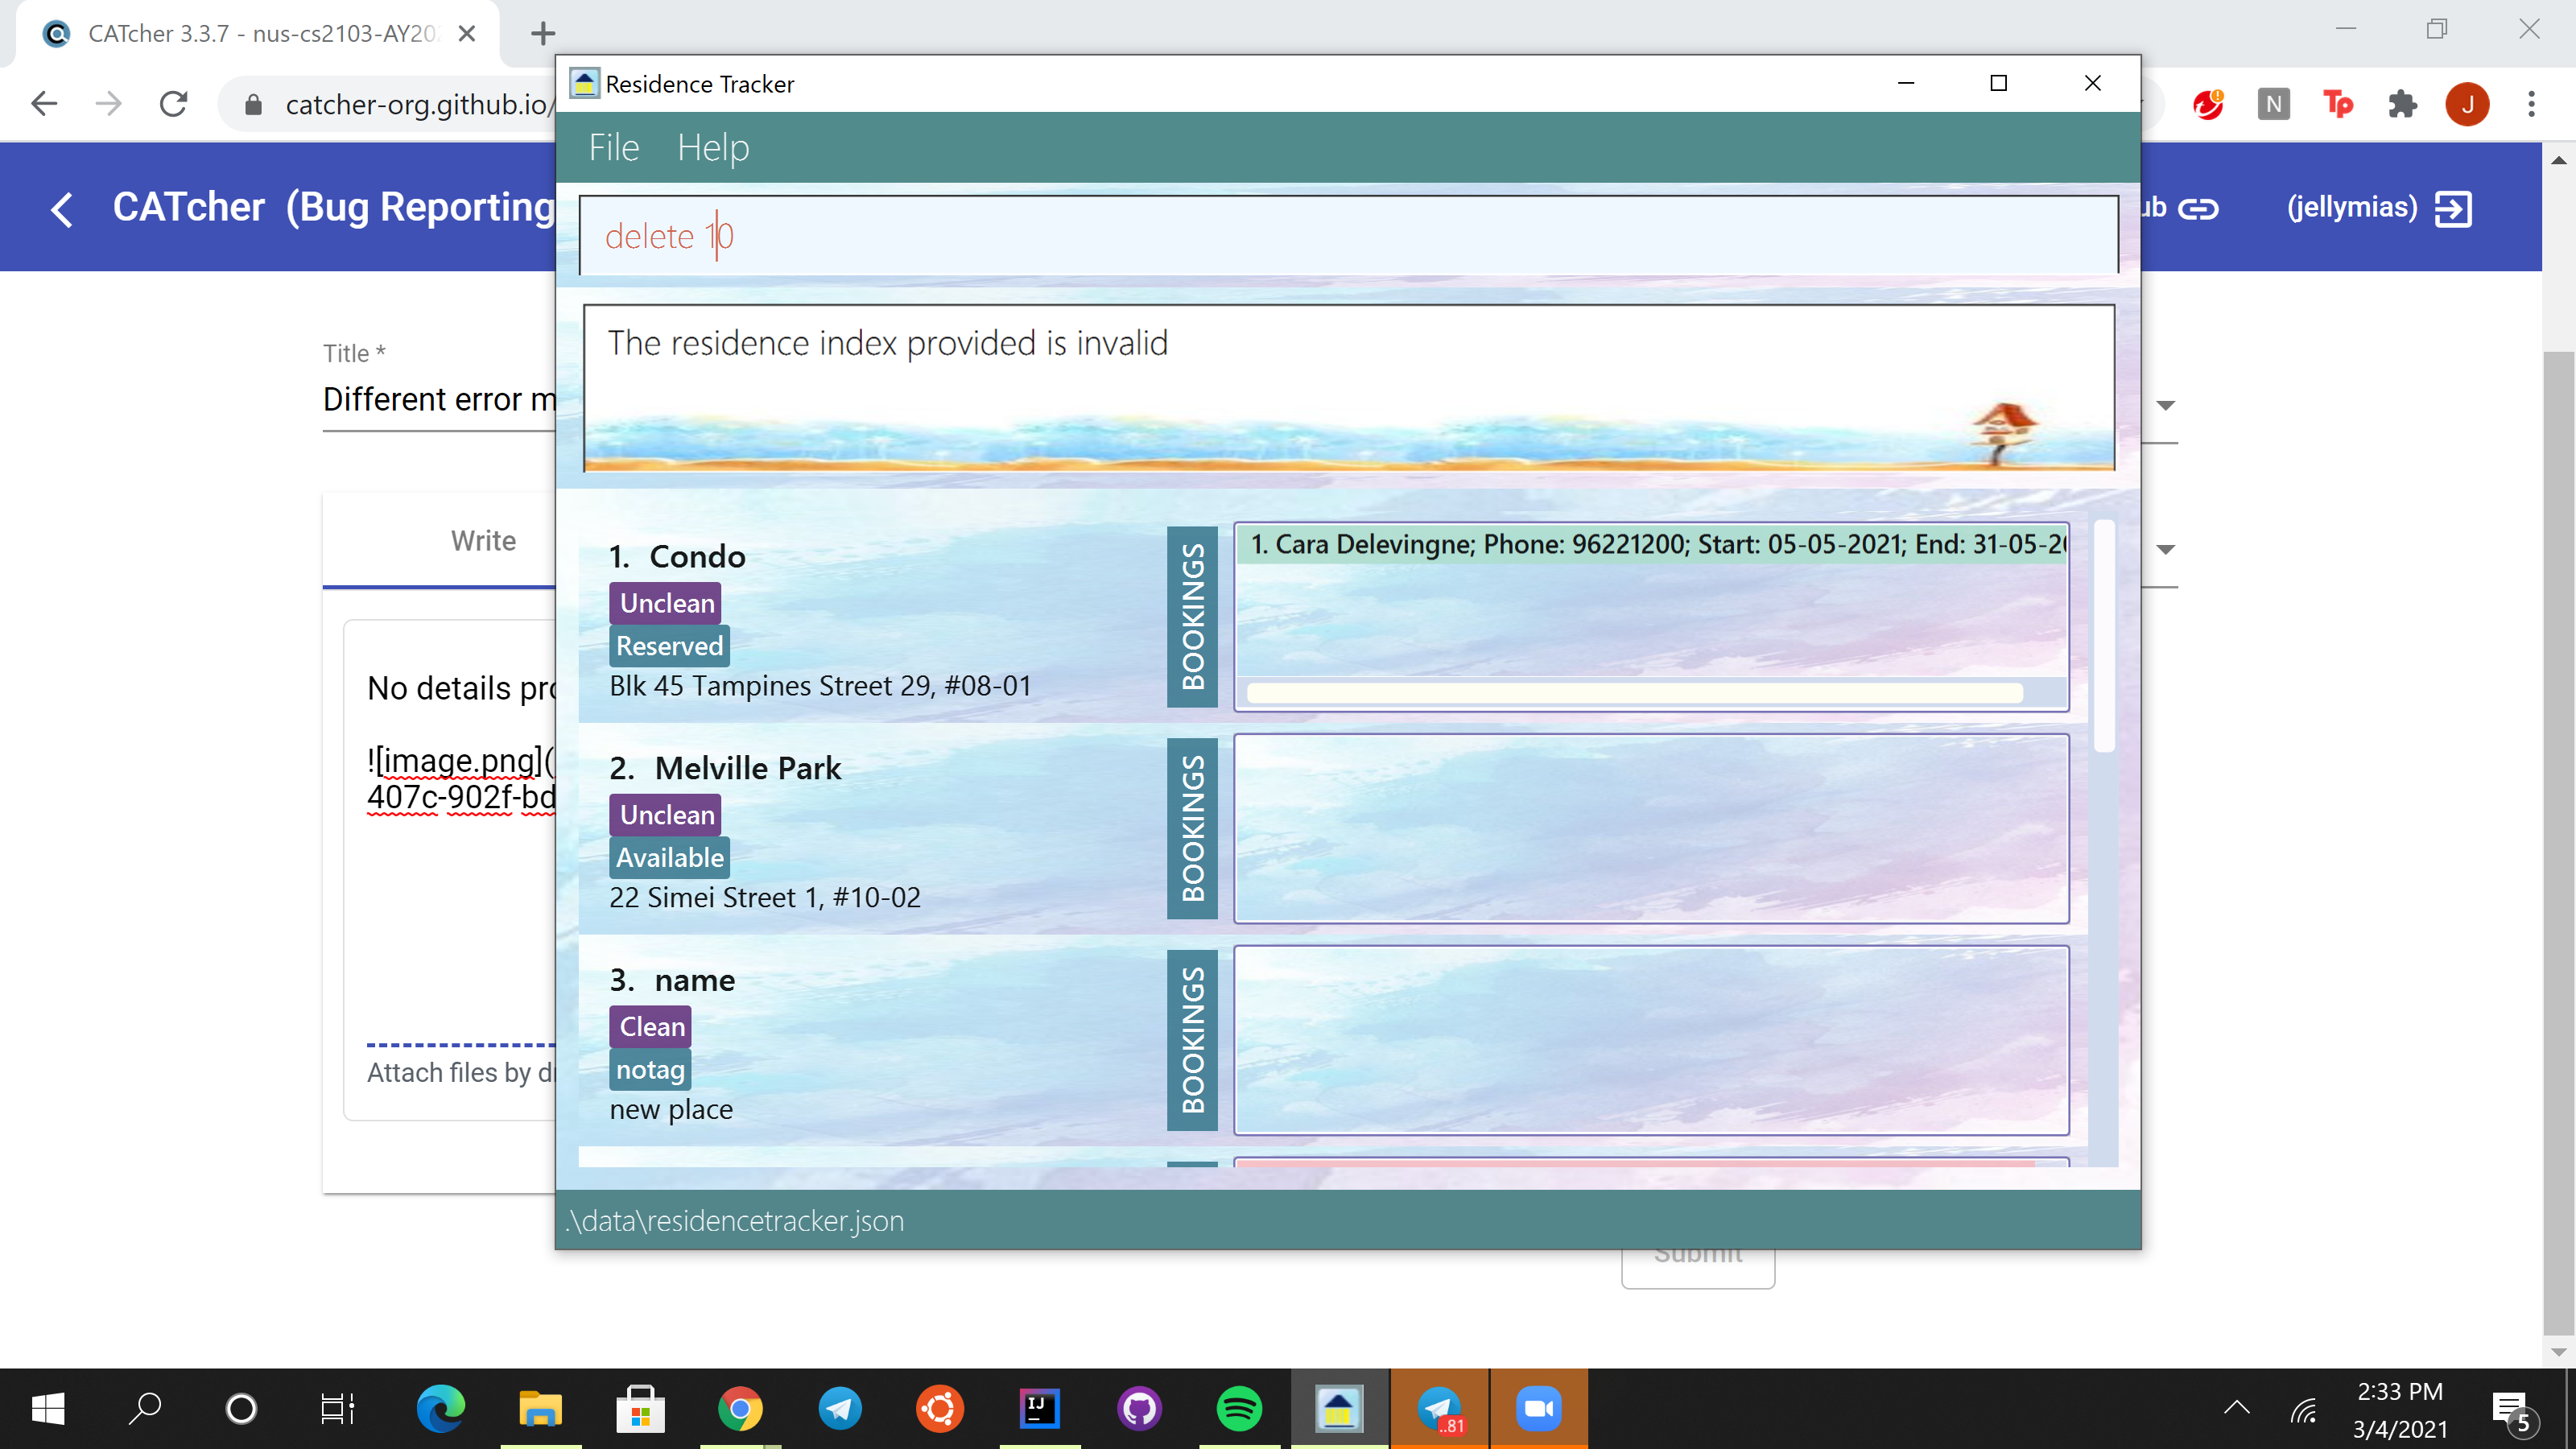 CATcher 3.3.7 - nus-cs2103-AY20
catcher-org.github.io/
N
Tp
J
CATcher (Bug Reporting
(jellymias)
Title *
Different error m
Write
No details pro
![image.png](
407c-902f-bd
Attach files by dr
Submit
Residence Tracker
File Help
delete 10
The residence index provided is invalid
1. Condo
Unclean
Reserved
Blk 45 Tampines Street 29, #08-01
BOOKINGS
1. Cara Delevingne; Phone: 96221200; Start: 05-05-2021; End: 31-05-20
2. Melville Park
Unclean
Available
22 Simei Street 1, #10-02
BOOKINGS
3. name
Clean
notag
new place
BOOKINGS
.\data\residencetracker.json
IJ
..81
2:33 PM
3/4/2021
5